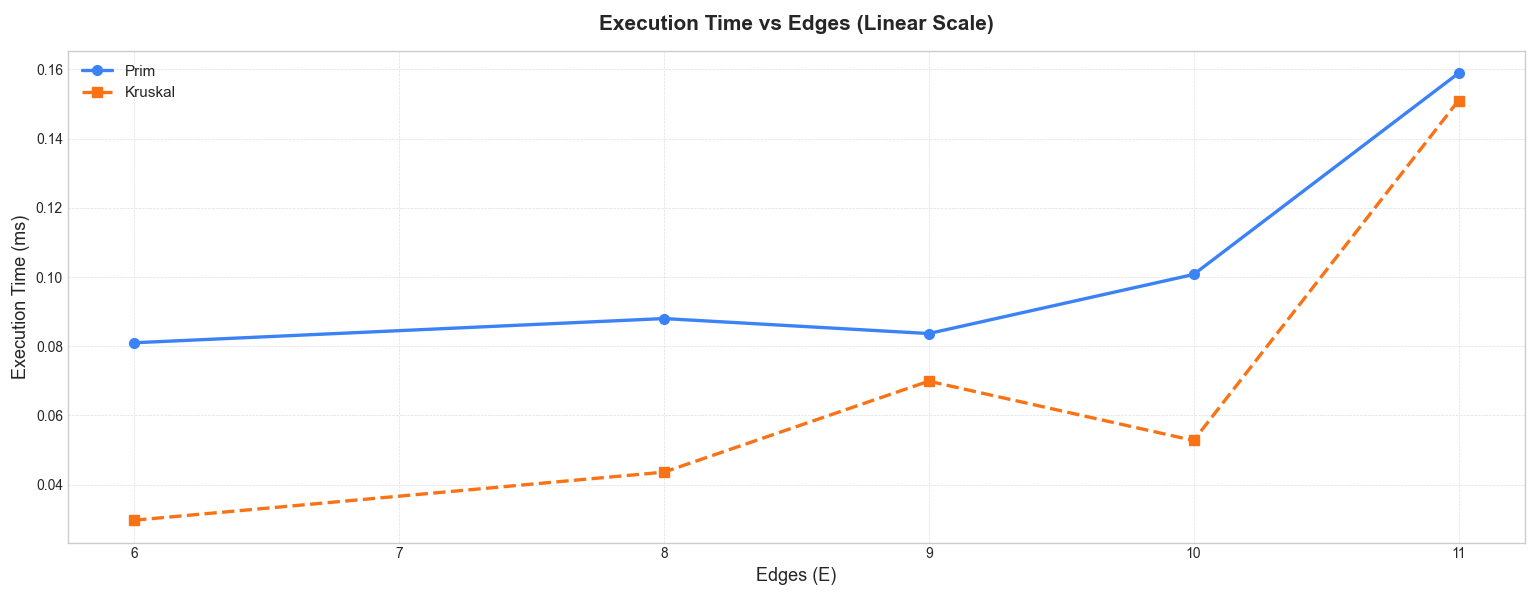 Execution Time vs Edges (Linear Scale)
Prim
Kruskal
Execution Time (ms)
0.16
0.14
0.12
0.10
0.08
0.06
0.04
6 7 8 9 10 11
Edges (E)